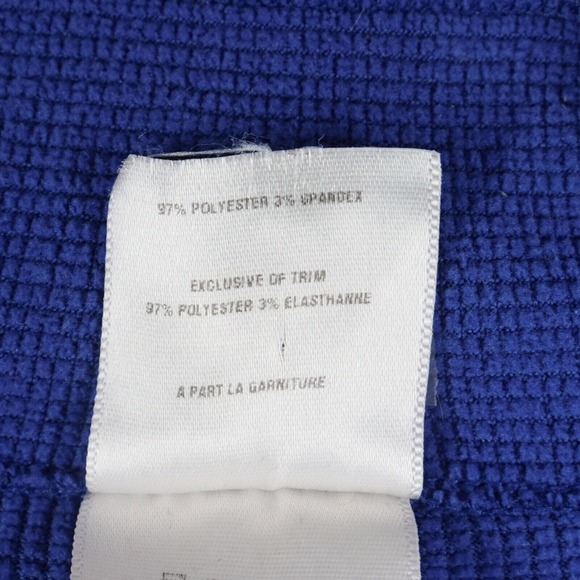 97% POLYESTER 3% SPANDEX
EXCLUSIVE OF TRIM
97% POLYESTER 3% ELASTHANNE
A PART LA GARNITURE